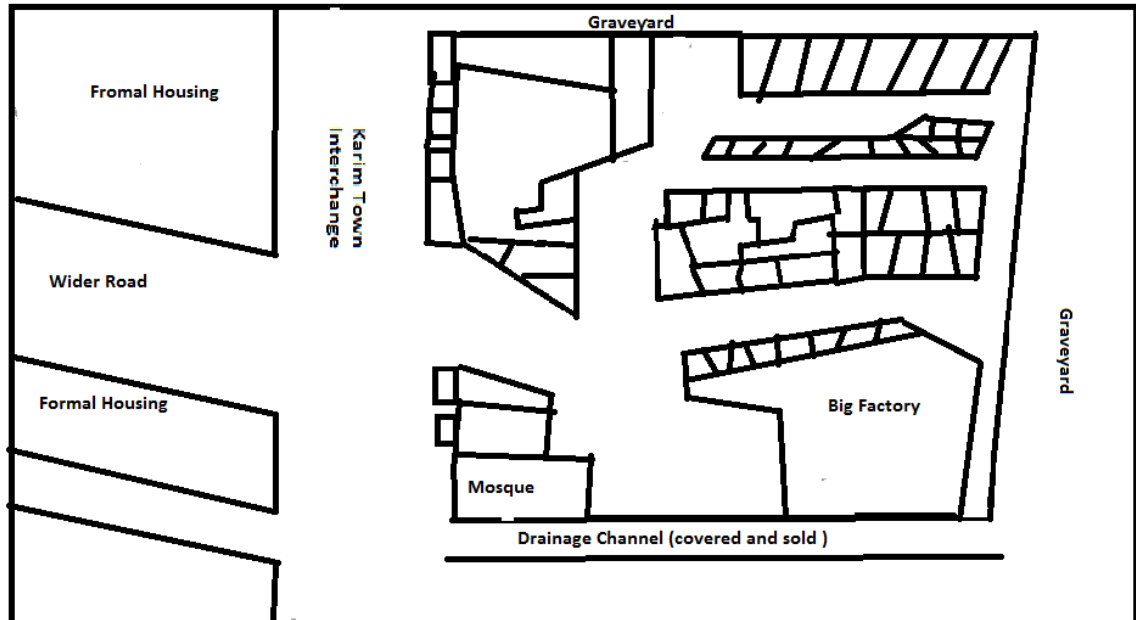 Graveyard
Fromal Housing
Karim Town
Interchange
Wider Road
Graveyard
Formal Housing
Big Factory
Mosque
Drainage Channel (covered and sold )